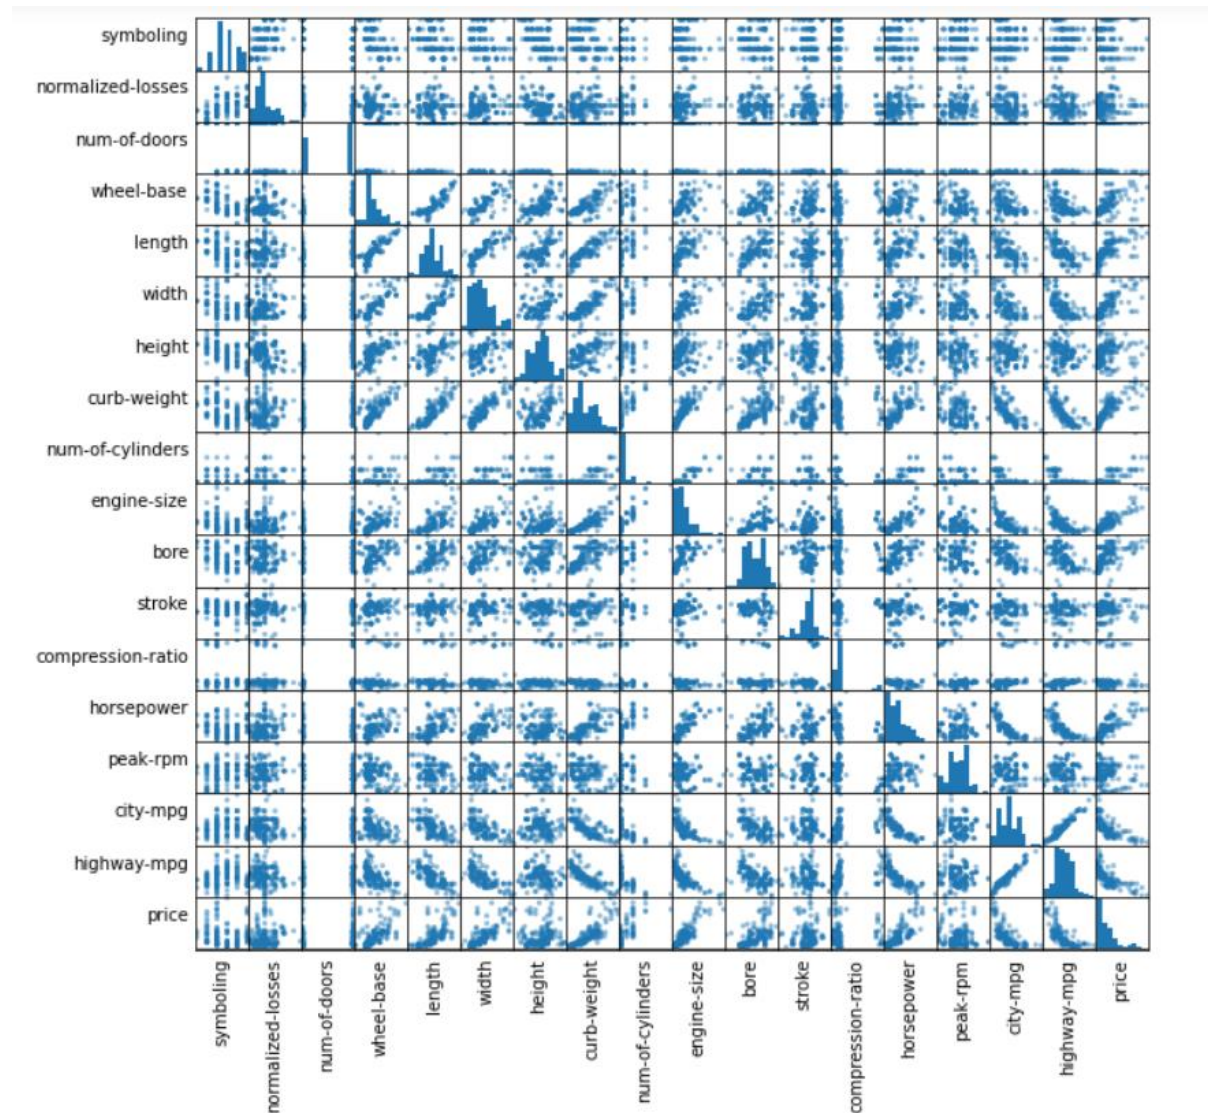 symboling
normalized-losses
num-of-doors
wheel-base
length
width
height
curb-weight
num-of-cylinders
engine-size
bore
stroke
compression-ratio
horsepower
peak-rpm
city-mpg
highway-mpg
price
symboling
normalized-losses
num-of-doors
wheel-base
length
width
height
curb-weight
num-of-cylinders
engine-size
bore
stroke
compression-ratio
horsepower
peak-rpm
city-mpg
highway-mpg
price